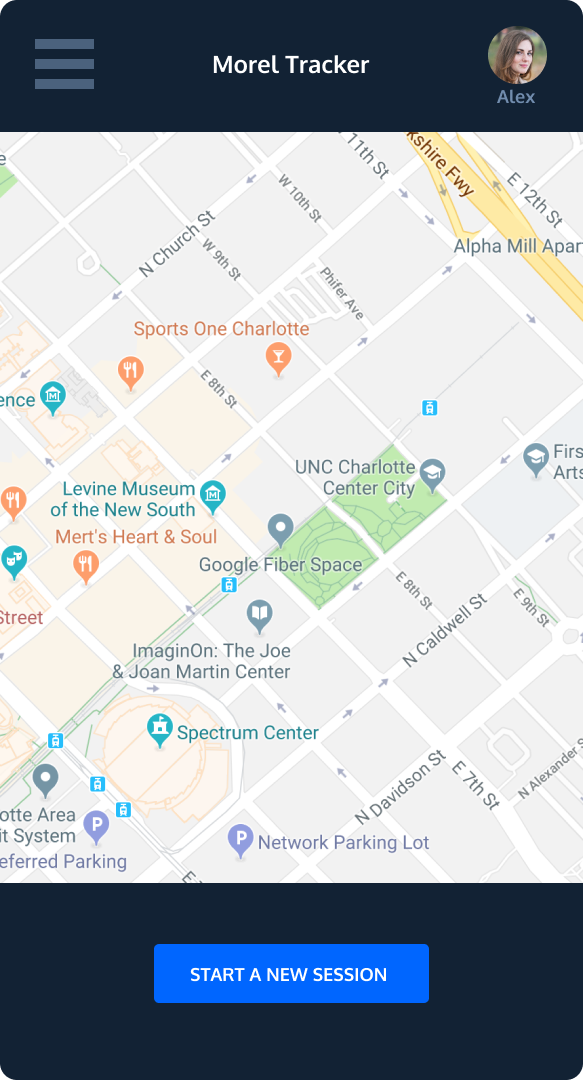 Morel Tracker
Alex
e
11th St
kshire Fwy
E 12th St
W 10th St
N Church St
W 9th St
Alpha Mill Apar
Phifer Ave
Sports One Charlotte
E 8th St
ence
M
Firs
Arts
UNC Charlotte
Center City
Levine Museum
of the New South
M
Mert's Heart & Soul
Google Fiber Space
E 8th St
E 9th St
Street
N Caldwell St
ImaginOn: The Joe
& Joan Martin Center
Spectrum Center
N Davidson St
E 7th St
N Alexander S
otte Area
it System
P
eferred Parking
P
Network Parking Lot
E
START A NEW SESSION